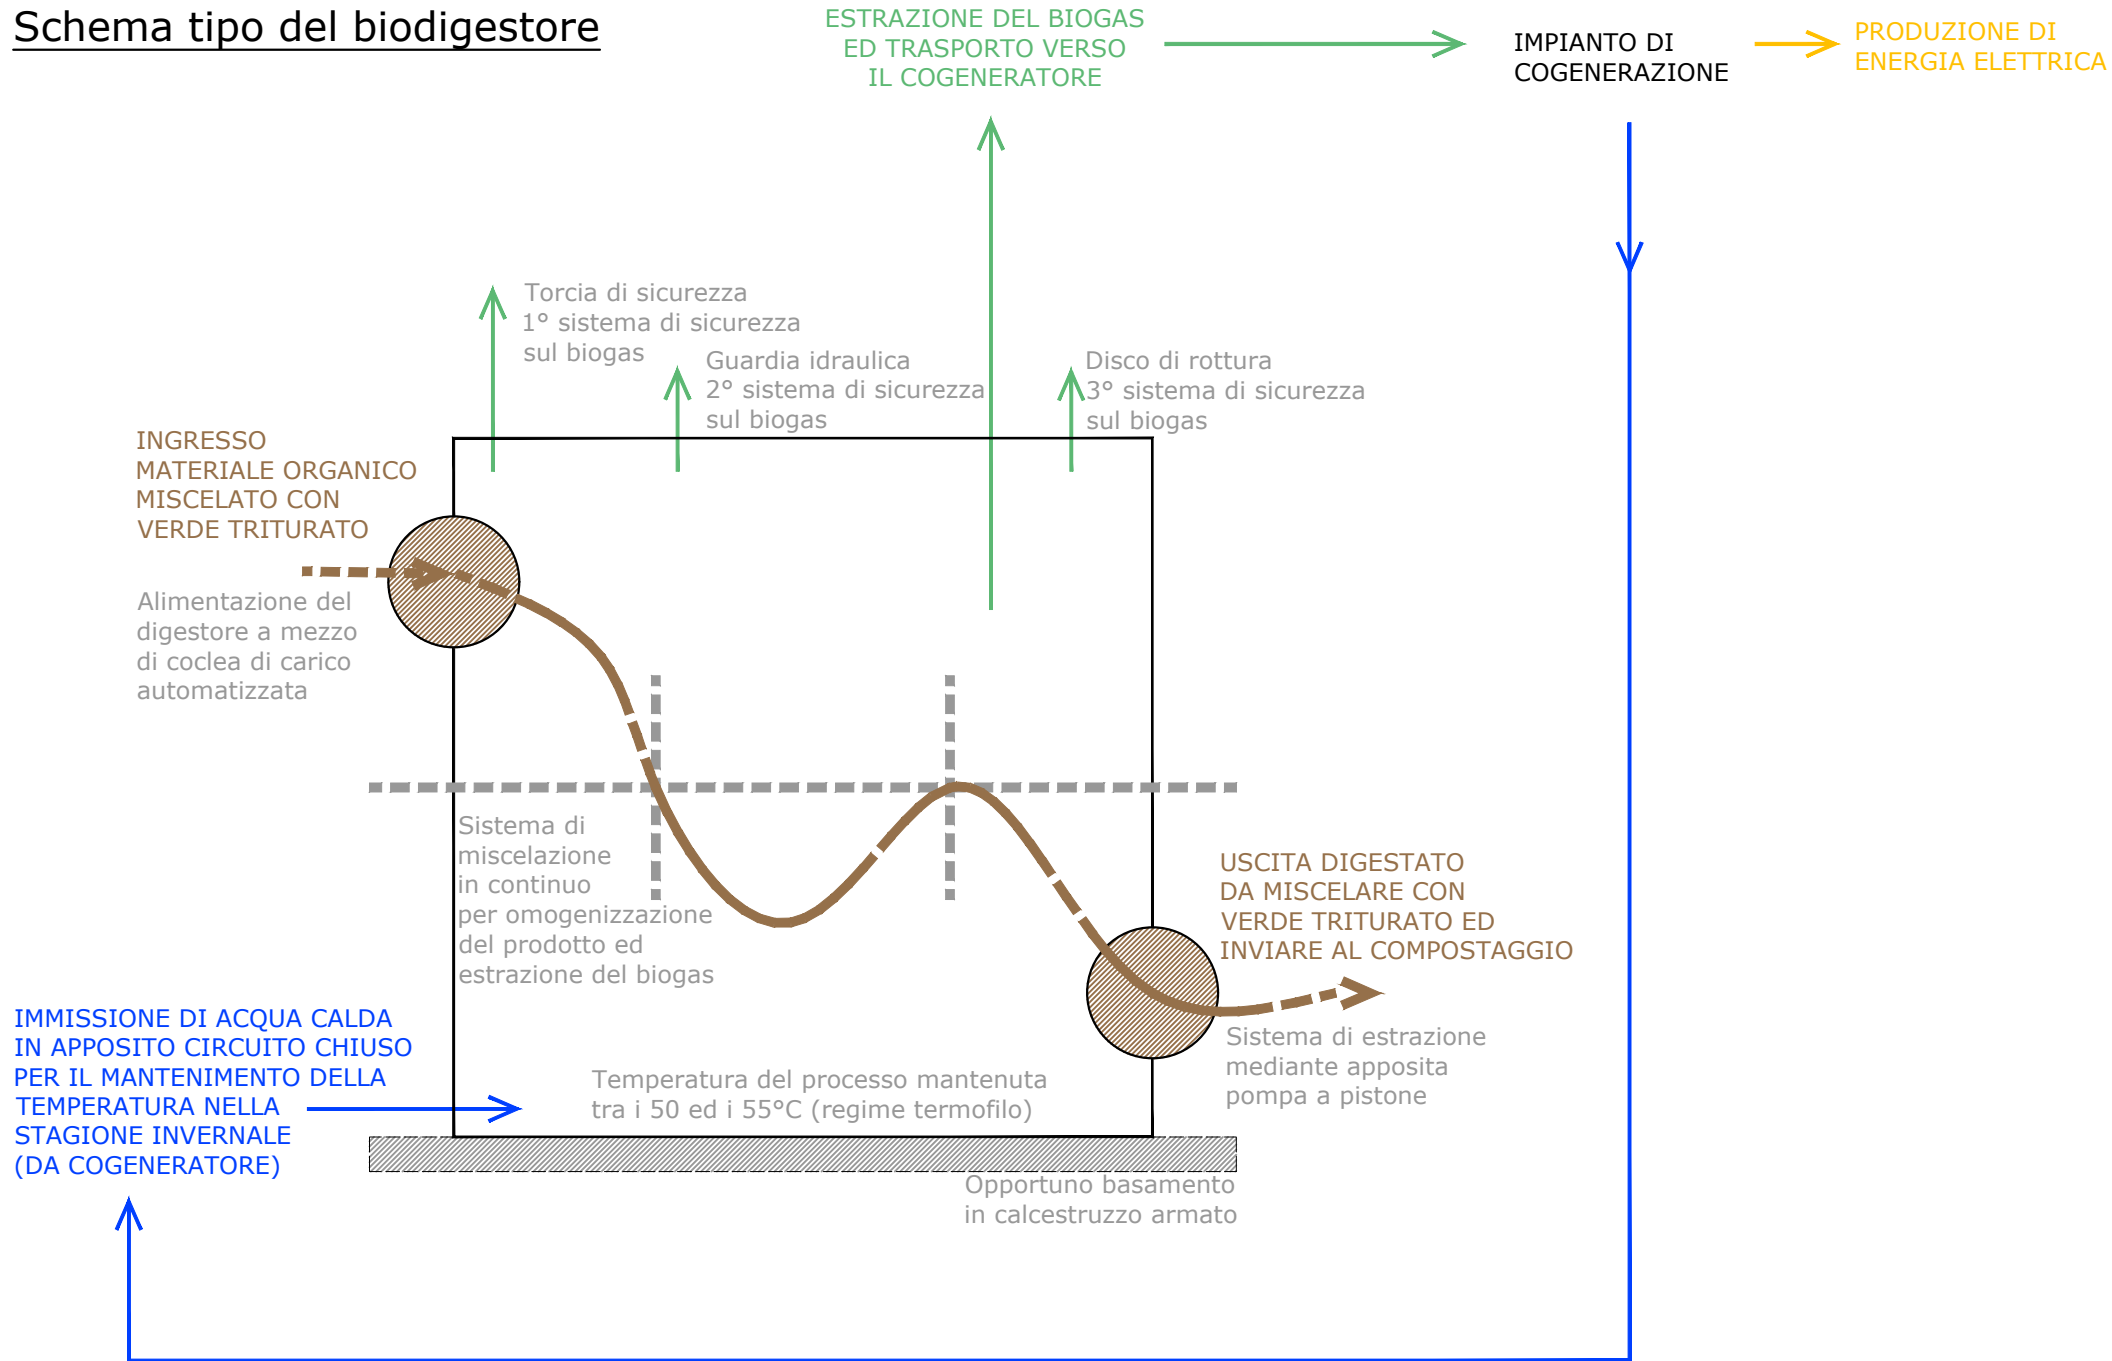 Schema tipo del biodigestore
ESTRAZIONE DEL BIOGAS
ED TRASPORTO VERSO
IL COGENERATORE
IMPIANTO DI
COGENERAZIONE
PRODUZIONE DI
ENERGIA ELETTRICA
Torcia di sicurezza
1° sistema di sicurezza
sul biogas
Guardia idraulica
2° sistema di sicurezza
sul biogas
Disco di rottura
3° sistema di sicurezza
sul biogas
INGRESSO
MATERIALE ORGANICO
MISCELATO CON
VERDE TRITURATO
Alimentazione del
digestore a mezzo
di coclea di carico
automatizzata
Sistema di
miscelazione
in continuo
per omogenizzazione
del prodotto ed
estrazione del biogas
USCITA DIGESTATO
DA MISCELARE CON
VERDE TRITURATO ED
INVIARE AL COMPOSTAGGIO
Sistema di estrazione
mediante apposita
pompa a pistone
IMMISSIONE DI ACQUA CALDA
IN APPOSITO CIRCUITO CHIUSO
PER IL MANTENIMENTO DELLA
TEMPERATURA NELLA
STAGIONE INVERNALE
(DA COGENERATORE)
Temperatura del processo mantenuta
tra i 50 ed i 55°C (regime termofilo)
Opportuno basamento
in calcestruzzo armato